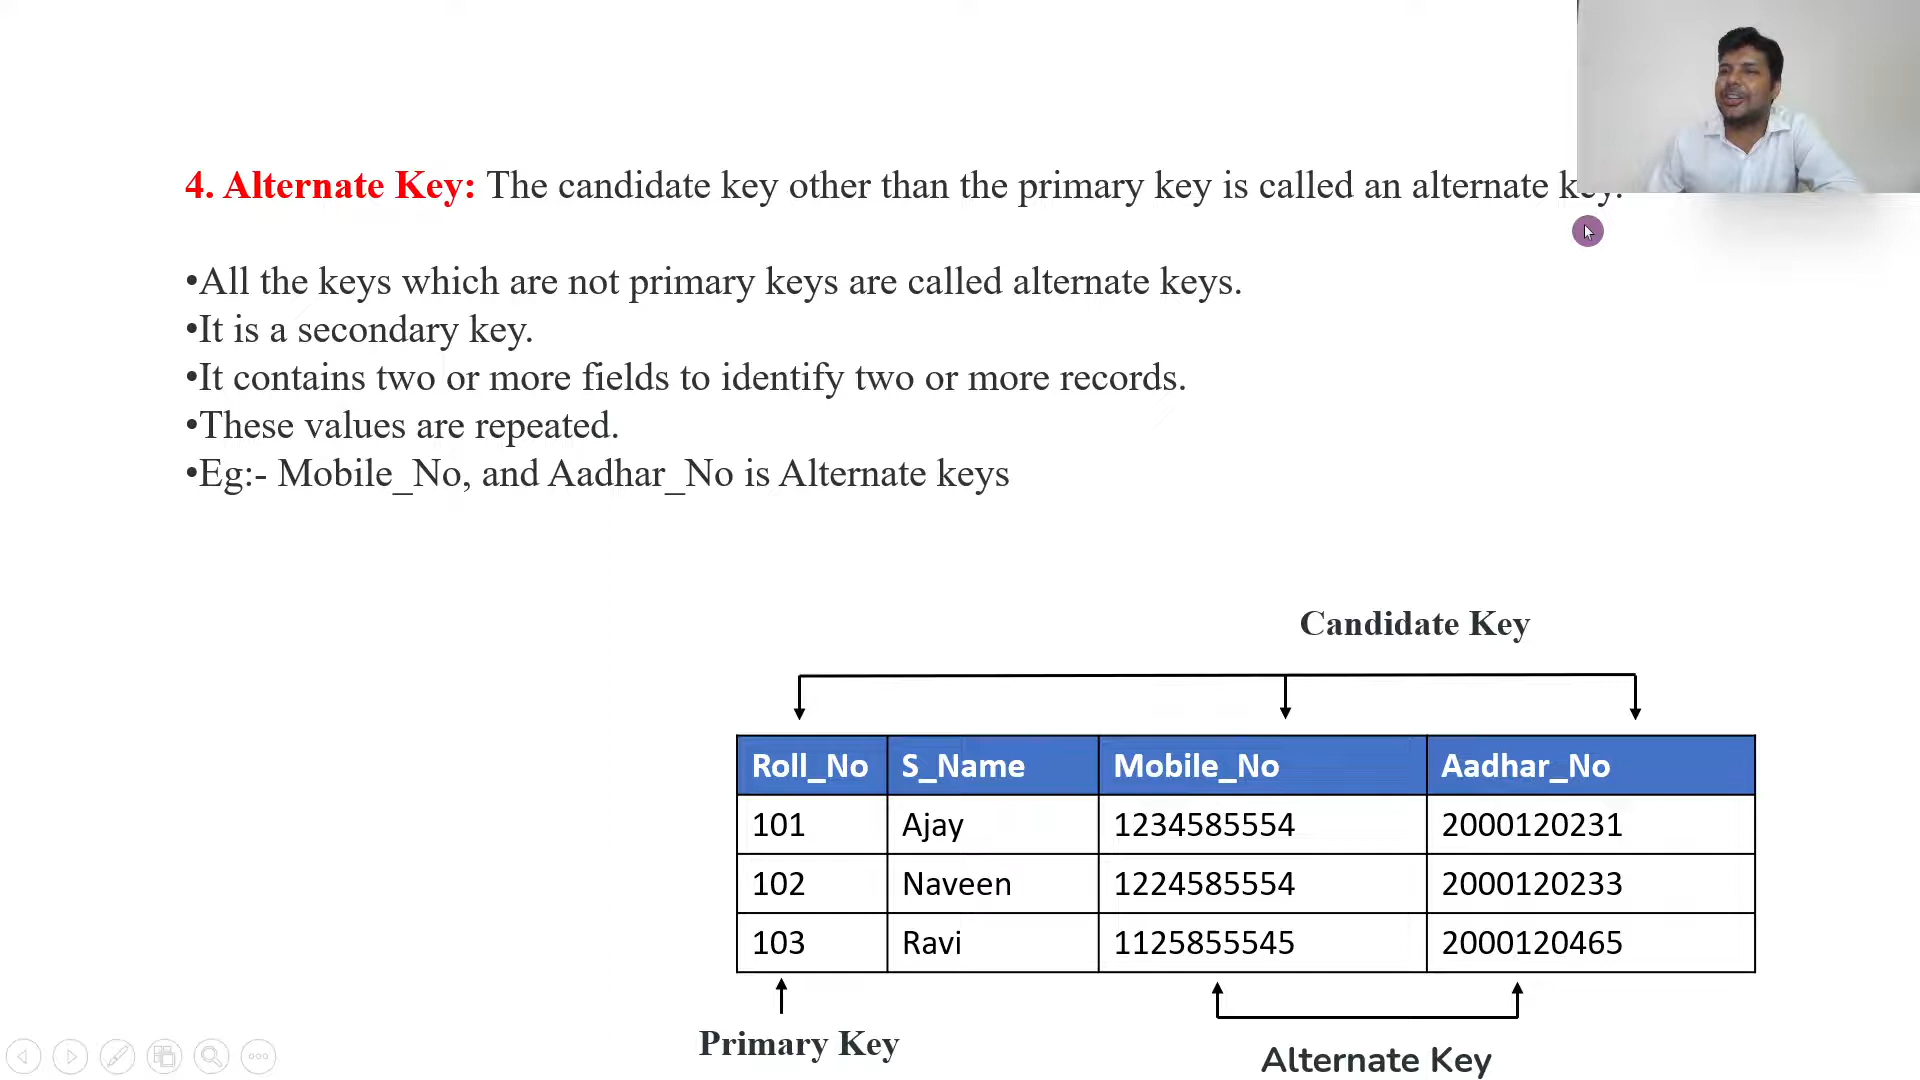 4. Alternate Key: The candidate key other than the primary key is called an alternate key.
•All the keys which are not primary keys are called alternate keys.
•It is a secondary key.
•It contains two or more fields to identify two or more records.
•These values are repeated.
•Eg:- Mobile_No, and Aadhar_No is Alternate keys
Candidate Key
Roll_No S_Name Mobile_No Aadhar_No
101 Ajay 1234585554 2000120231
102 Naveen 1224585554 2000120233
103 Ravi 1125855545 2000120465
Primary Key
Alternate Key